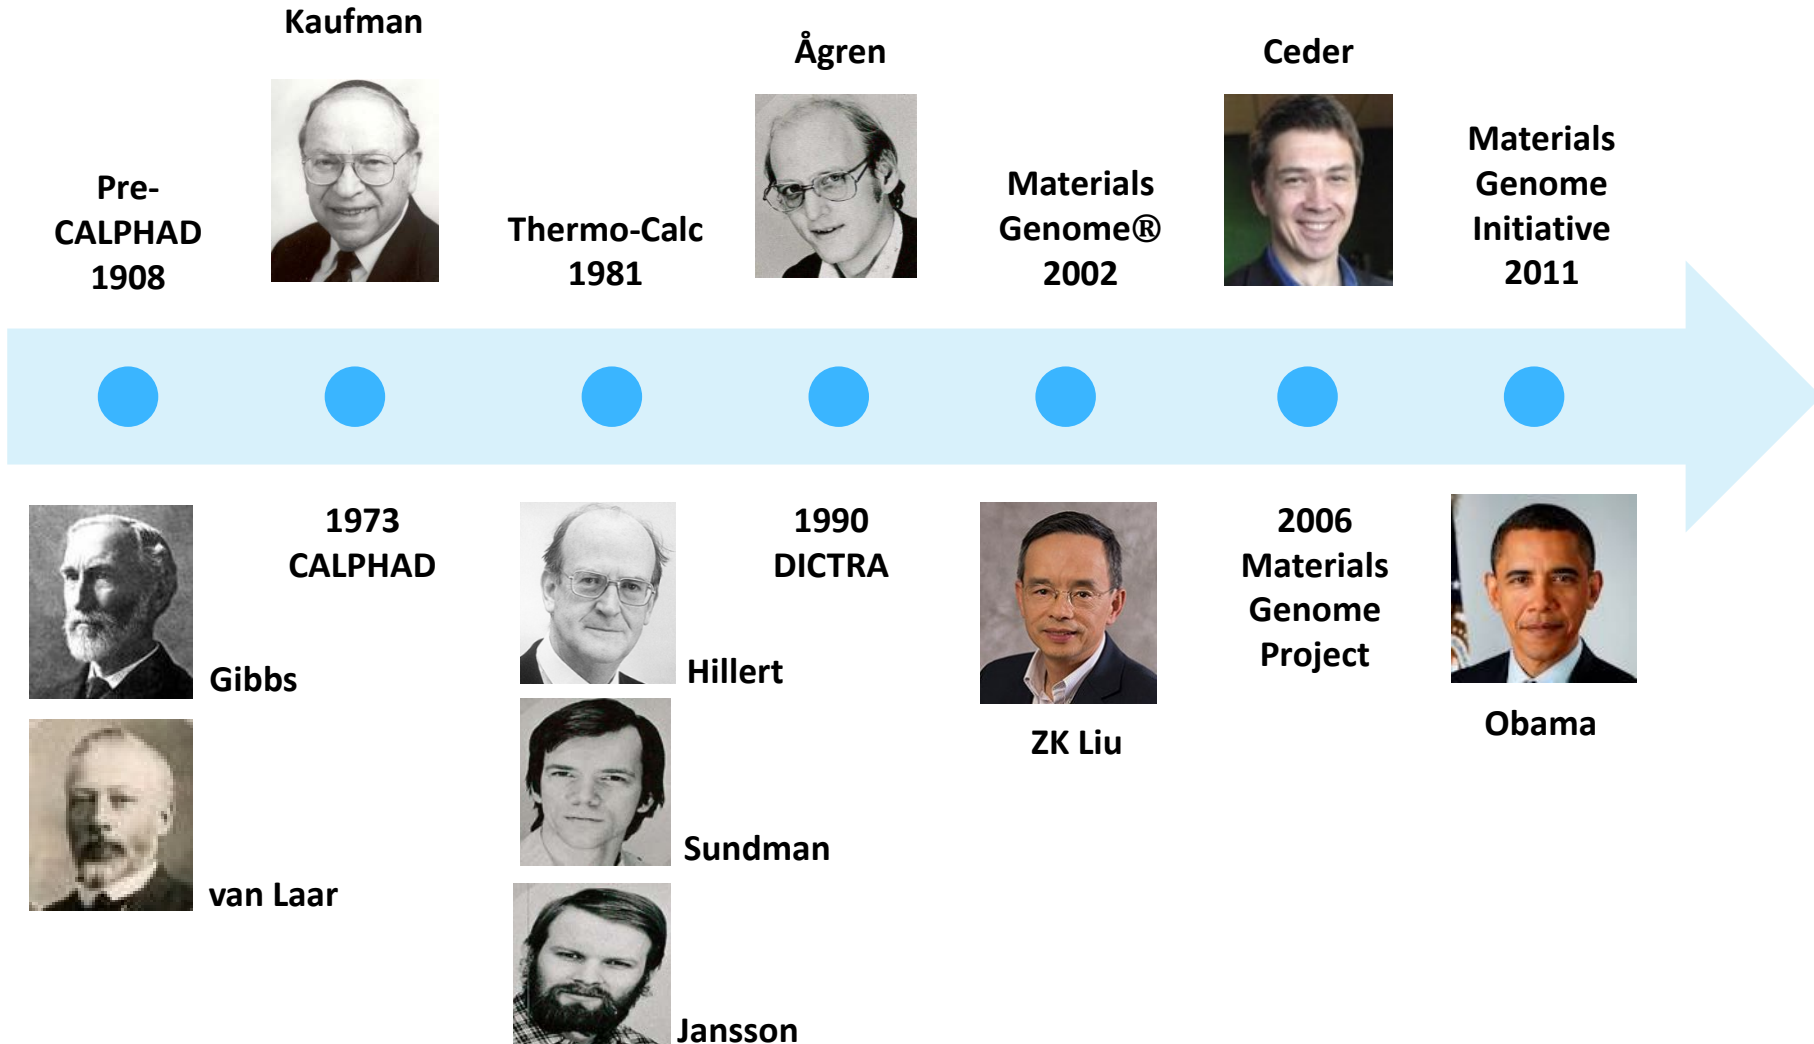 Kaufman
Ågren
Ceder
Pre-
CALPHAD
1908
Thermo-Calc
1981
Materials
Genome®
2002
Materials
Genome
Initiative
2011
Gibbs
van Laar
1973
CALPHAD
Hillert
Sundman
Jansson
1990
DICTRA
ZK Liu
2006
Materials
Genome
Project
Obama